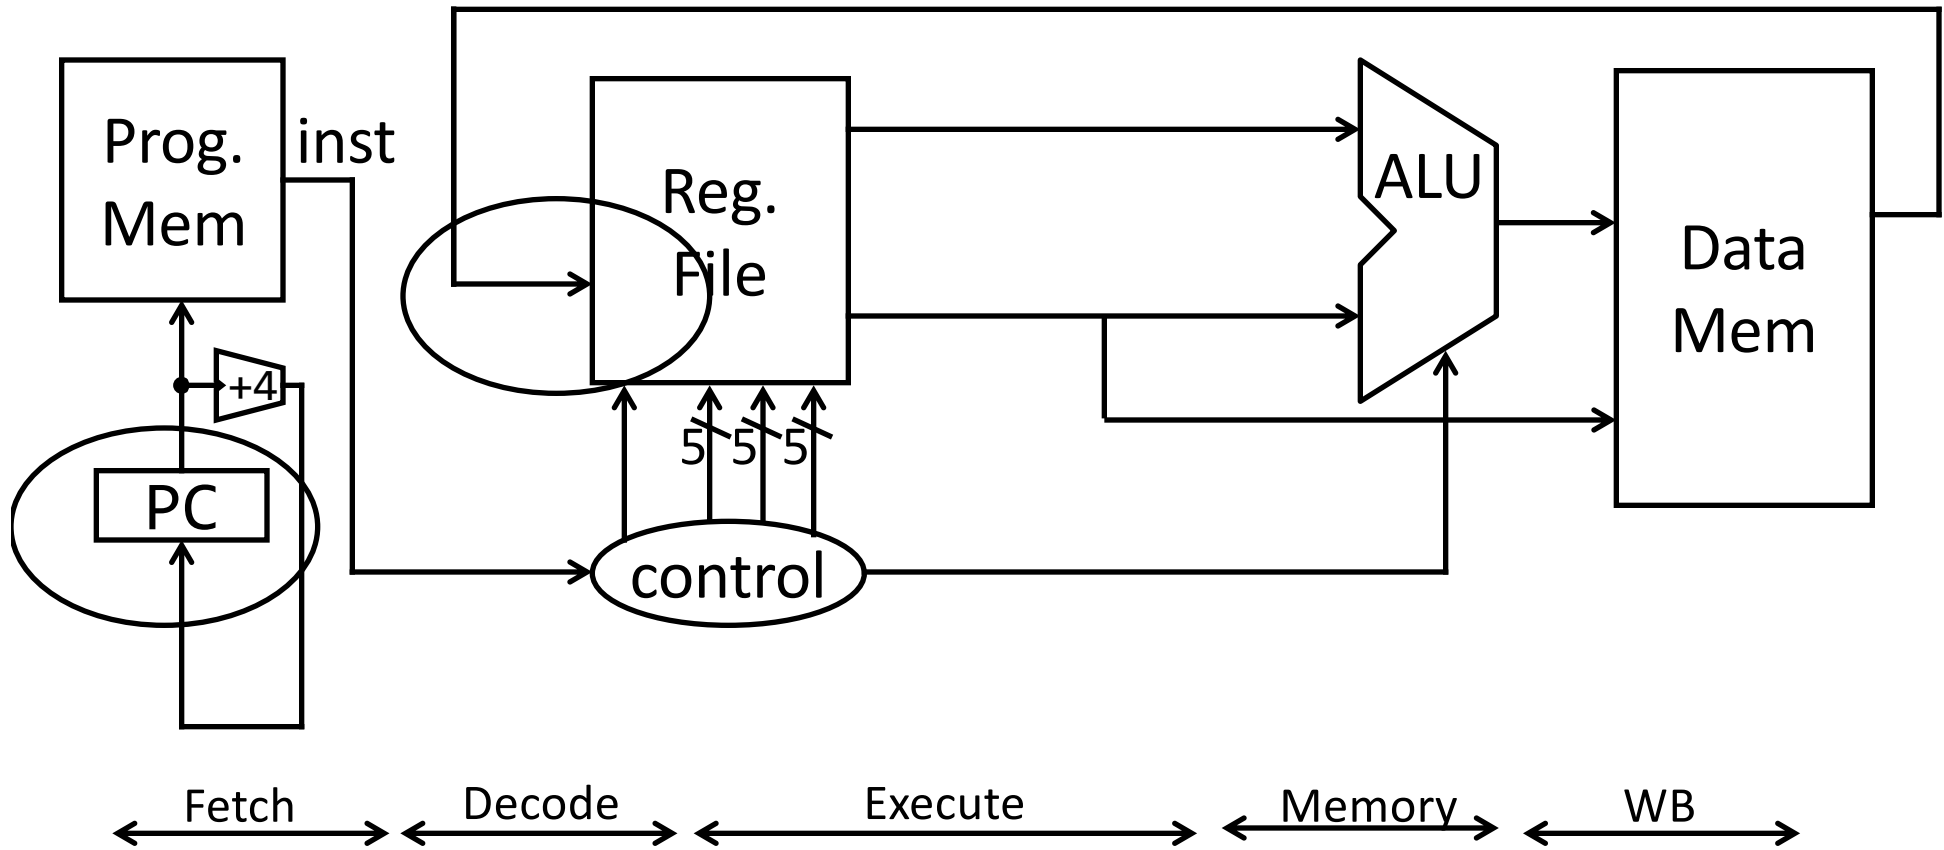 Prog.
Mem
inst
Reg.
File
ALU
Data
Mem
+4
PC
5 5 5
control
Fetch Decode Execute Memory WB